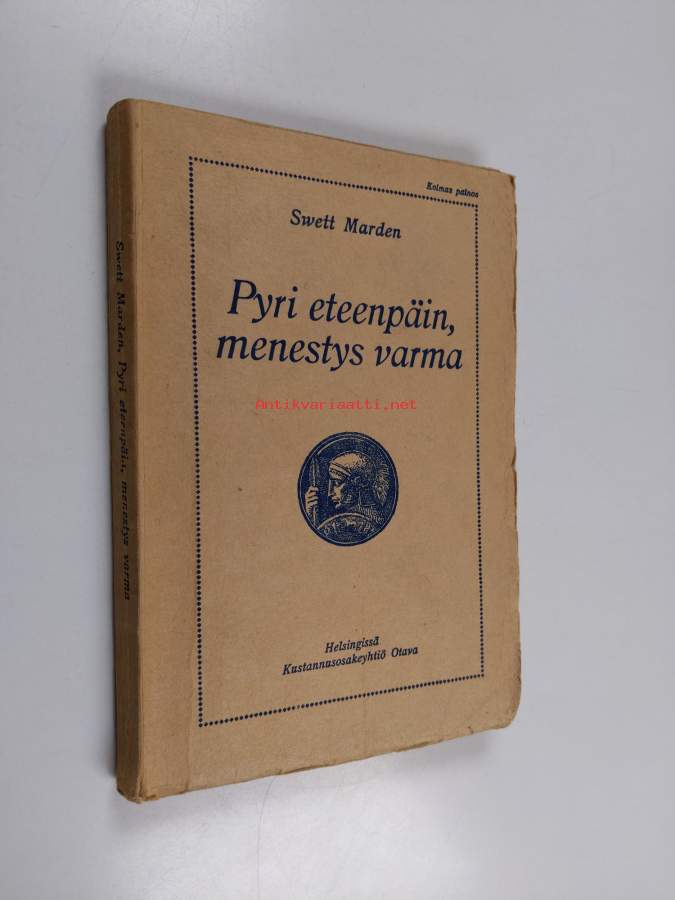 Kolmas painos
Swett Marden
Pyri eteenpäin,
menestys varma
Antikvariaatti.net
Helsingissä
Kustannusosakeyhtiö Otava
Swett Marden, Pyri eteenpäin, menestys varma